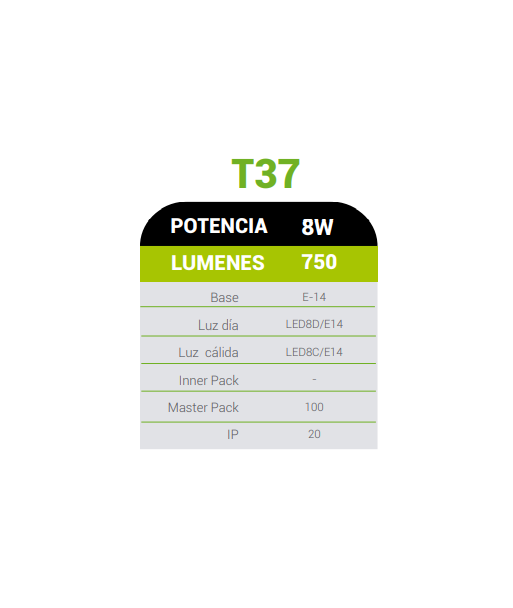 T37
POTENCIA 8W
LUMENES 750
Base E-14
Luz día LED8D/E14
Luz cálida LED8C/E14
Inner Pack -
Master Pack 100
IP 20